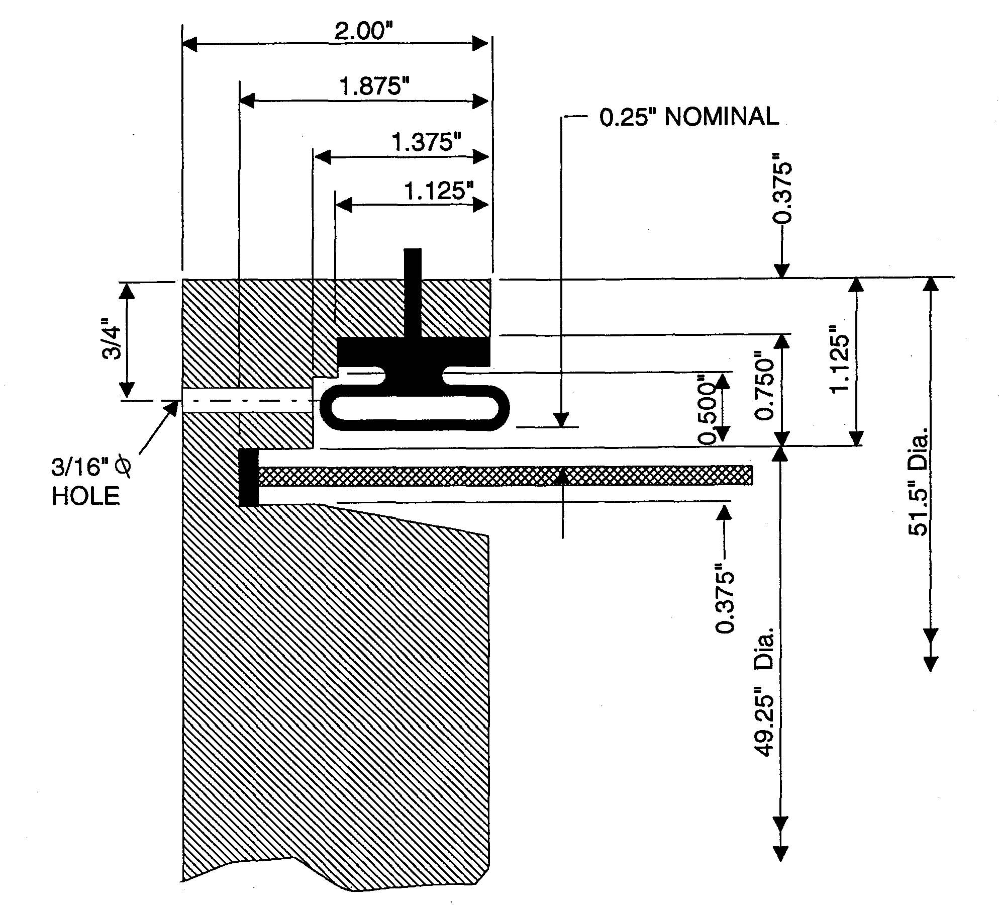 2.00"
1.875"
0.25" NOMINAL
1.375"
0.375"
1.125"
3/4"
1.125"
0.750"
0.500"
51.5" Dia.
3/16" ϕ
HOLE
0.375"
49.25" Dia.